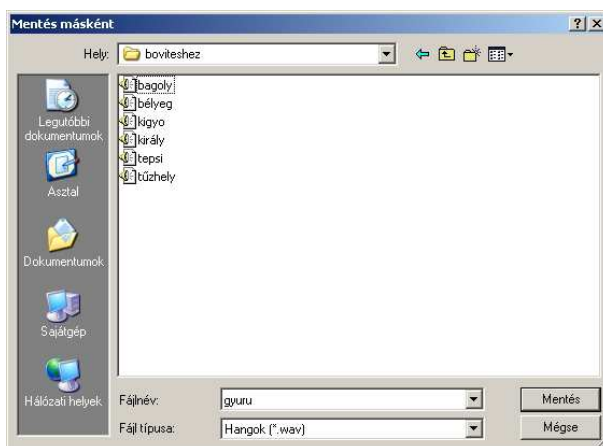 Mentés másként
Hely: boviteshez
Legutóbbi
dokumentumok
Asztal
Dokumentumok
Sajátgép
Hálózati helyek
bagoly
bélyeg
kigyo
király
tepsi
tűzhely
Fájlnév: gyuru Mentés
Fájl típusa: Hangok (*.wav) Mégse